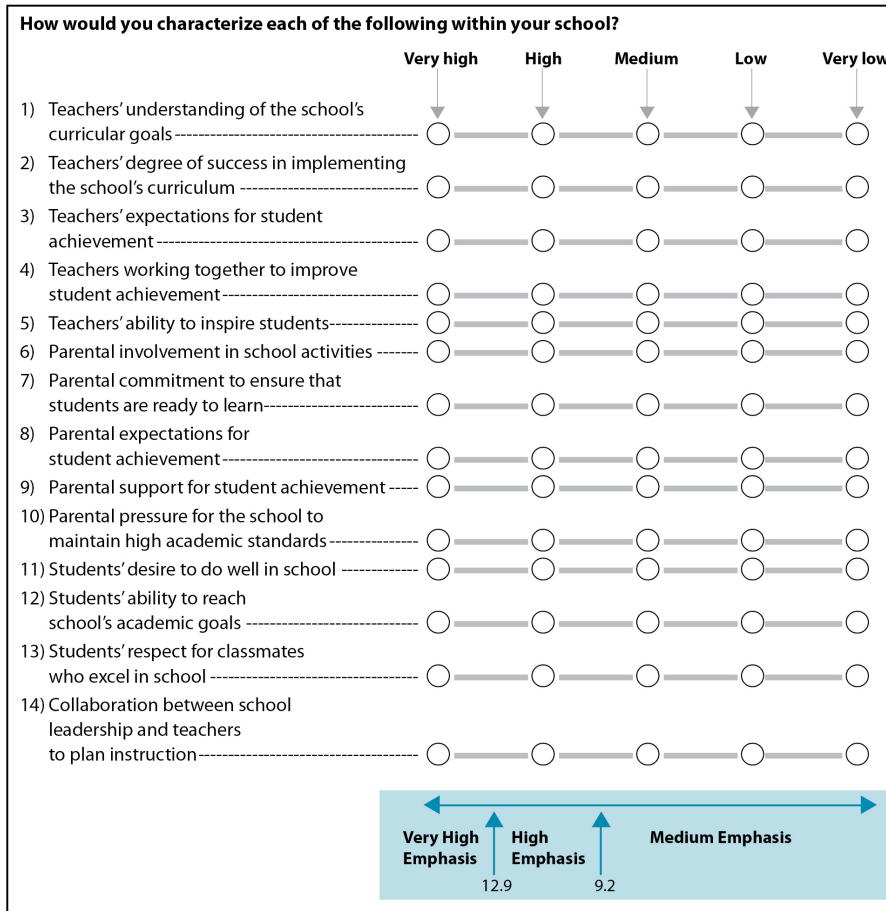 How would you characterize each of the following within your school?
Very high High Medium Low Very low
1) Teachers’ understanding of the school’s
curricular goals
2) Teachers’ degree of success in implementing
the school’s curriculum
3) Teachers’ expectations for student
achievement
4) Teachers working together to improve
student achievement
5) Teachers’ ability to inspire students
6) Parental involvement in school activities
7) Parental commitment to ensure that
students are ready to learn
8) Parental expectations for
student achievement
9) Parental support for student achievement
10) Parental pressure for the school to
maintain high academic standards
11) Students’ desire to do well in school
12) Students’ ability to reach
school’s academic goals
13) Students’ respect for classmates
who excel in school
14) Collaboration between school
leadership and teachers
to plan instruction
Very High High Medium Emphasis
Emphasis Emphasis
12.9 9.2